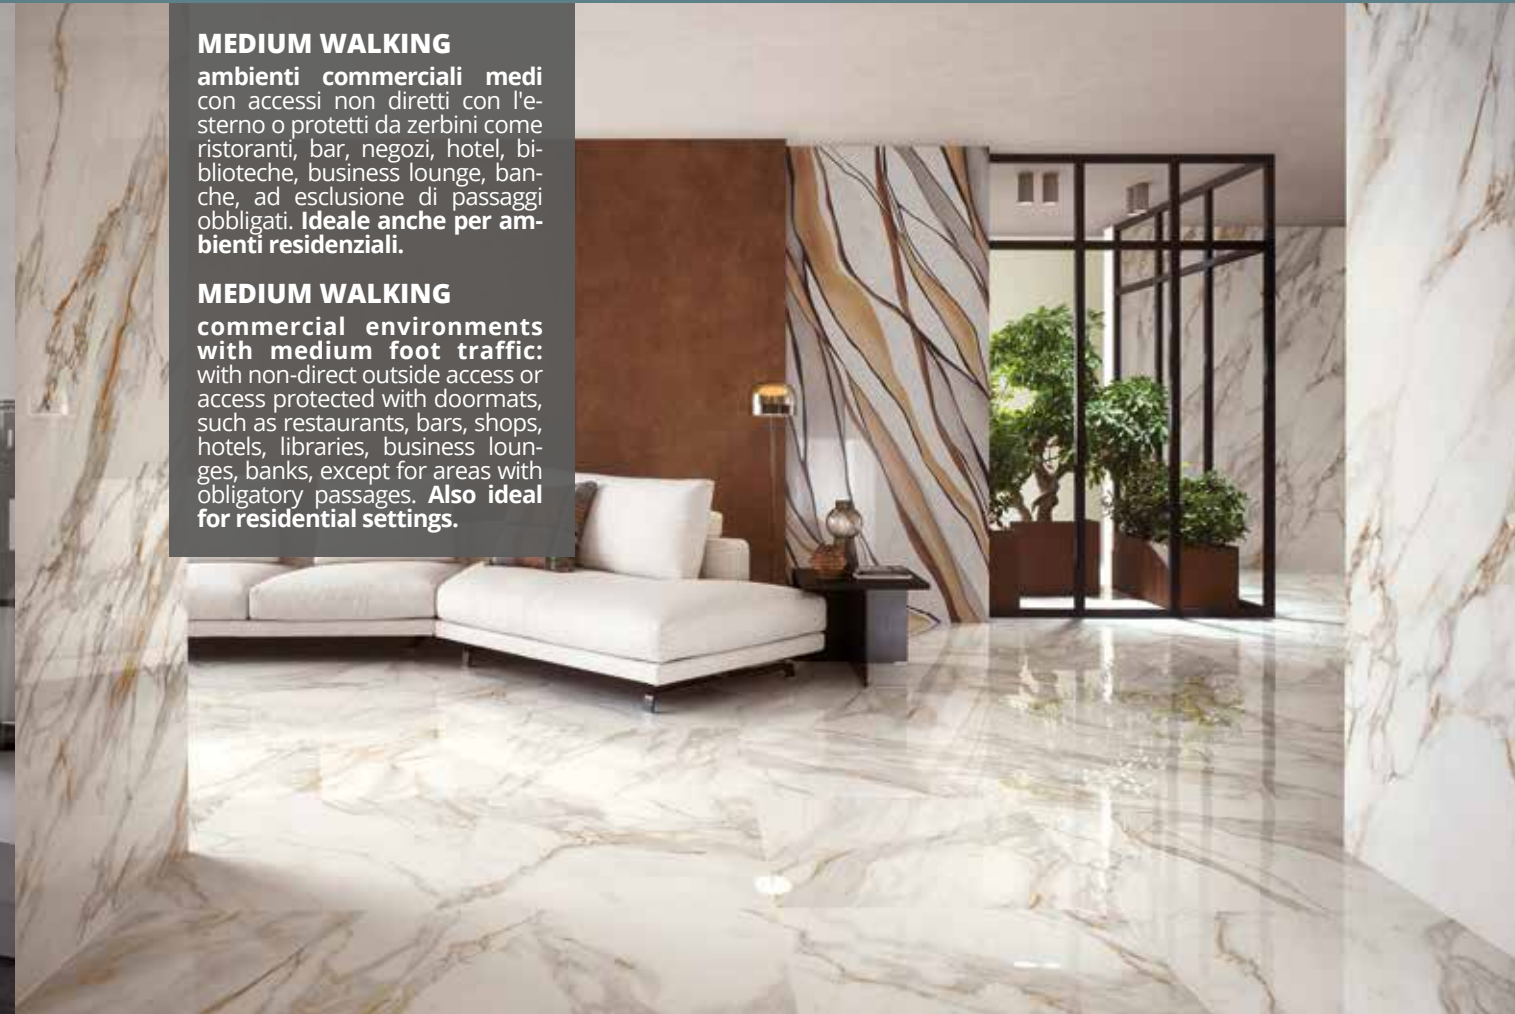 MEDIUM WALKING
ambienti commerciali medi
con accessi non diretti con l'e-
sterno o protetti da zerbini come
ristoranti, bar, negozi, hotel, bi-
blioteche, business lounge, ban-
che, ad esclusione di passaggi
obbligati. Ideale anche per am-
bienti residenziali.
MEDIUM WALKING
commercial environments
with medium foot traffic:
with non-direct outside access or
access protected with doormats,
such as restaurants, bars, shops,
hotels, libraries, business loun-
ges, banks, except for areas with
obligatory passages. Also ideal
for residential settings.